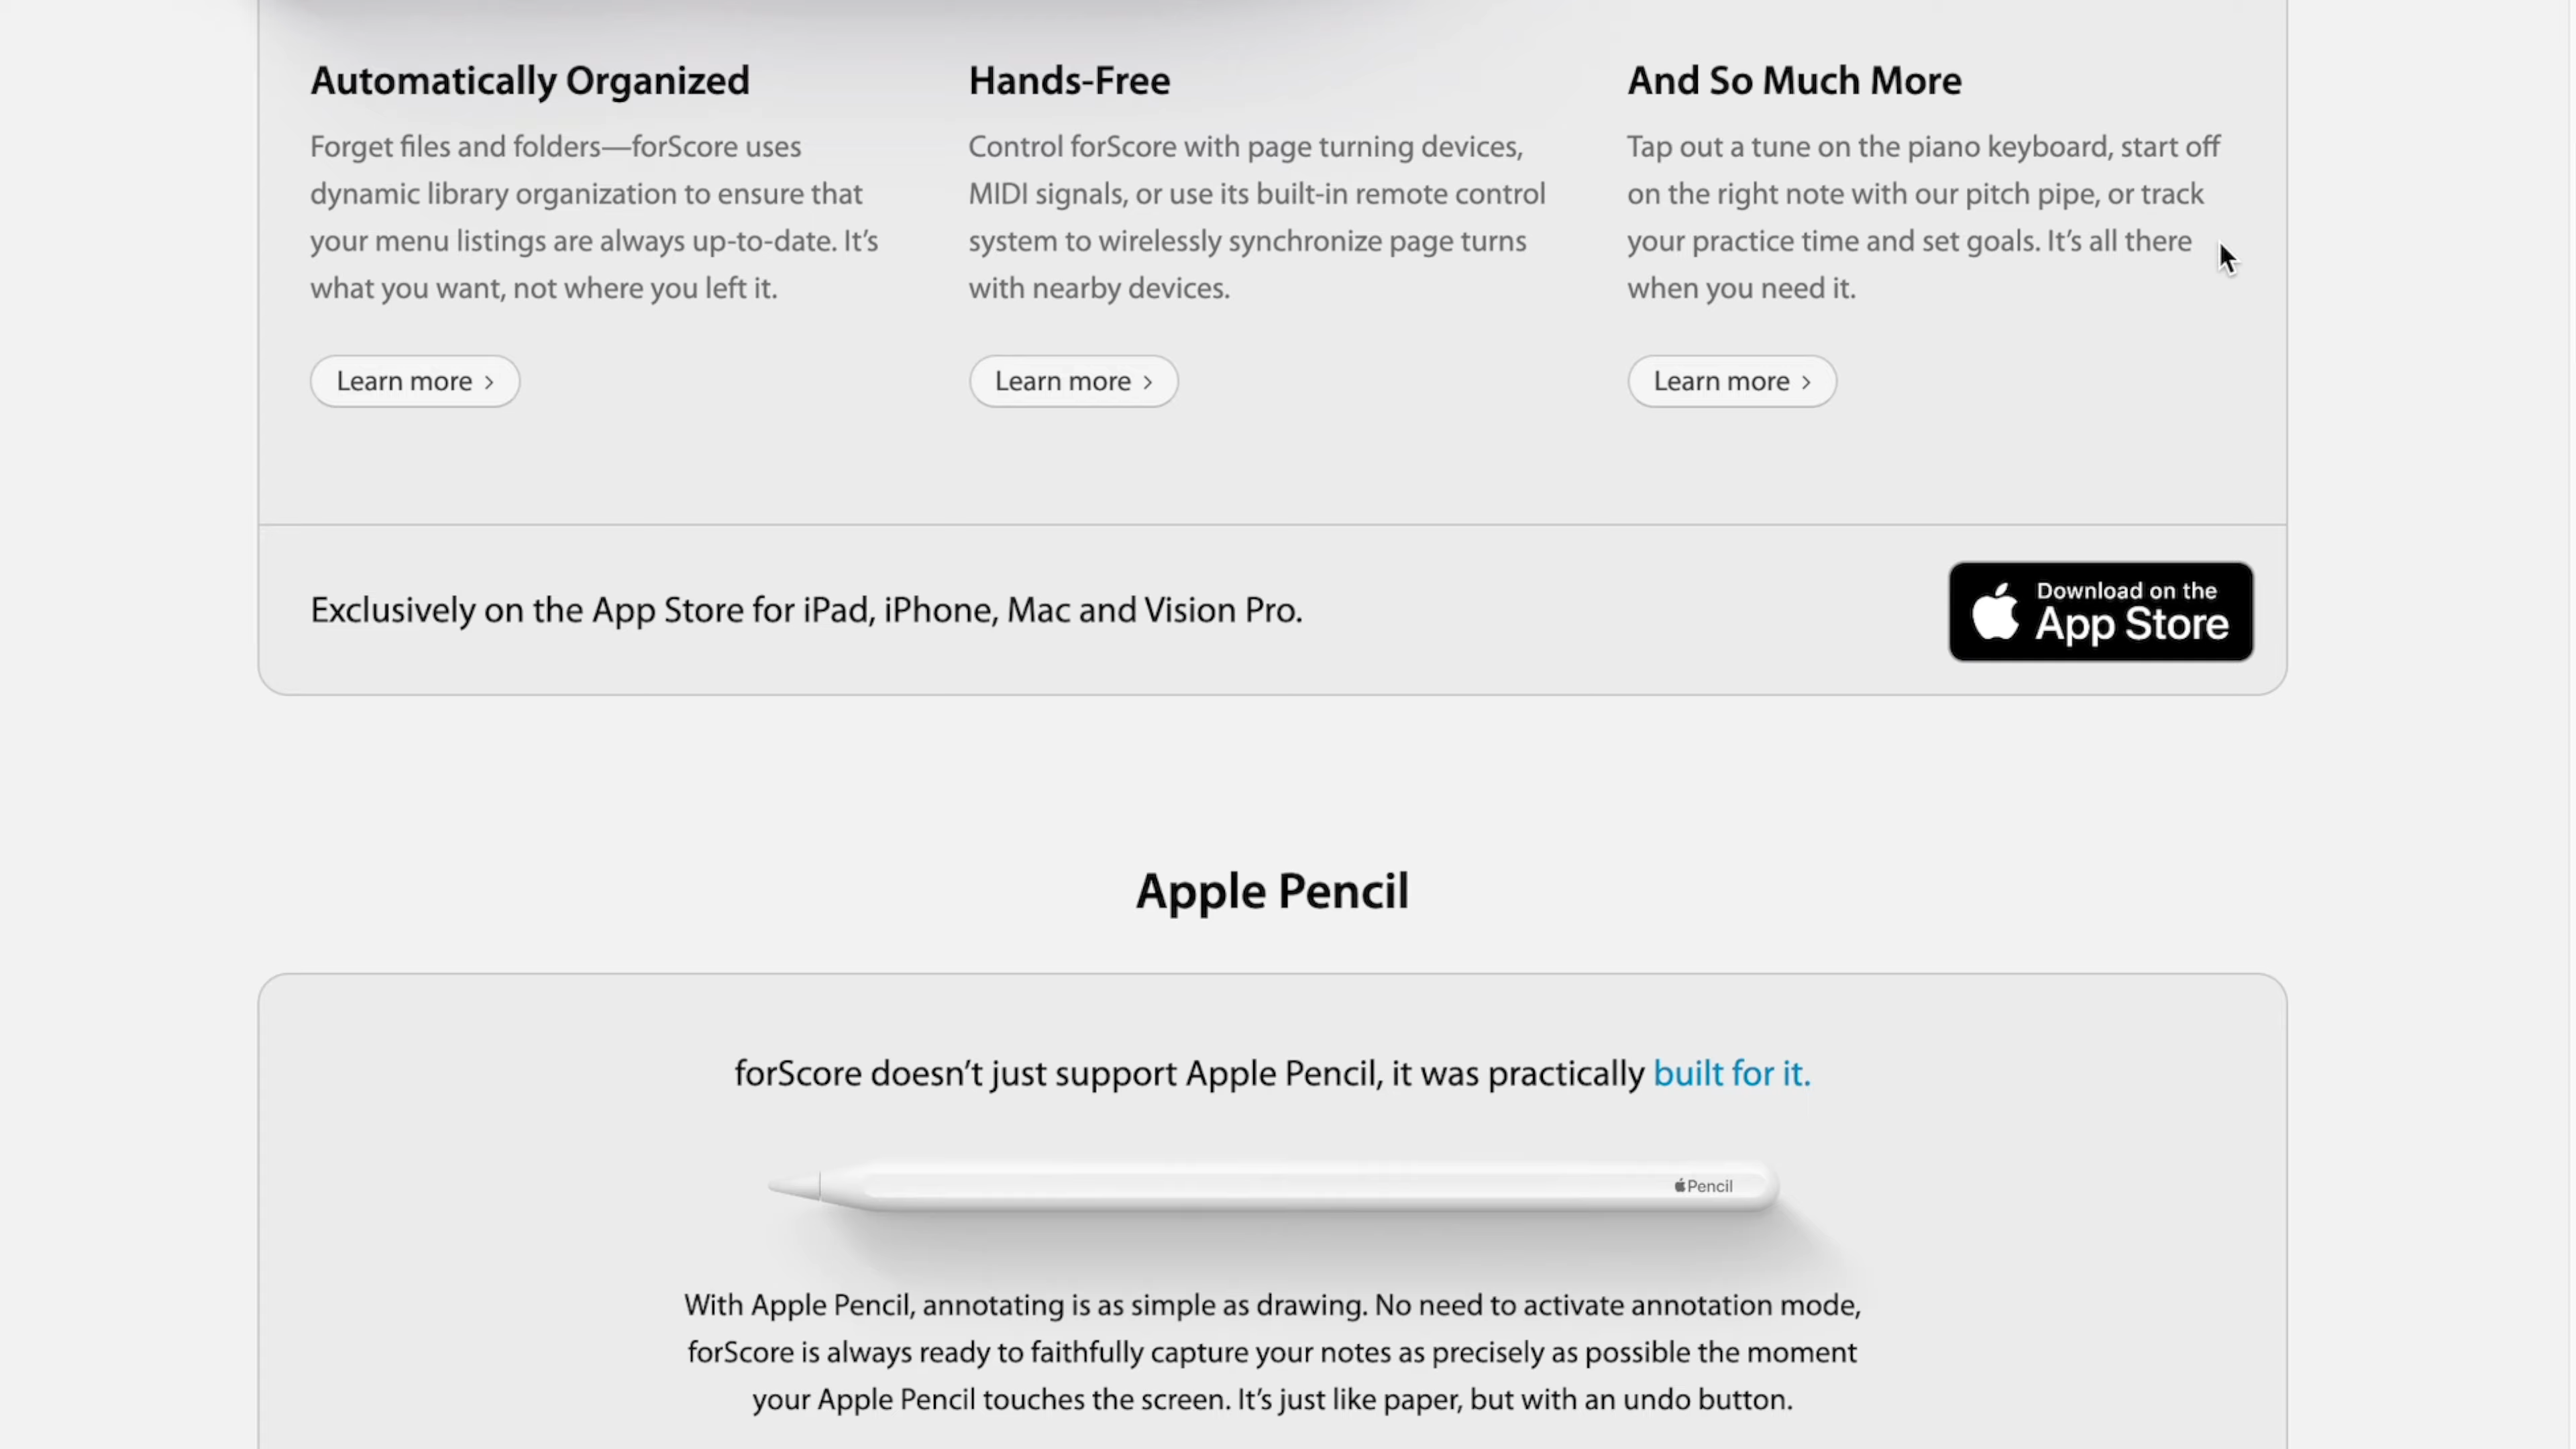 Automatically Organized
Forget files and folders—forScore uses
dynamic library organization to ensure that
your menu listings are always up-to-date. It’s
what you want, not where you left it.
Learn more ›
Hands-Free
Control forScore with page turning devices,
MIDI signals, or use its built-in remote control
system to wirelessly synchronize page turns
with nearby devices.
Learn more ›
And So Much More
Tap out a tune on the piano keyboard, start off
on the right note with our pitch pipe, or track
your practice time and set goals. It’s all there
when you need it.
Learn more ›
Exclusively on the App Store for iPad, iPhone, Mac and Vision Pro.
Download on the
App Store
Apple Pencil
forScore doesn’t just support Apple Pencil, it was practically built for it.
Pencil
With Apple Pencil, annotating is as simple as drawing. No need to activate annotation mode,
forScore is always ready to faithfully capture your notes as precisely as possible the moment
your Apple Pencil touches the screen. It’s just like paper, but with an undo button.